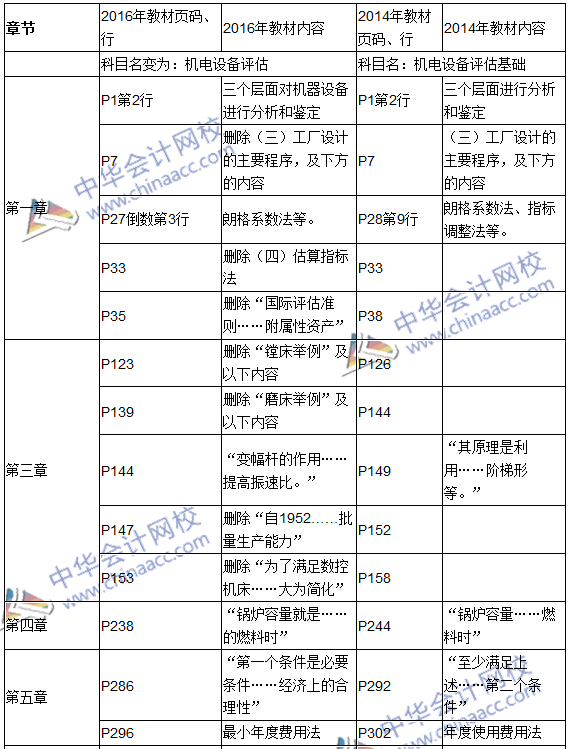 章节
2016年教材页码、行
2016年教材内容
2014年教材页码、行
2014年教材内容
科目名变为：机电设备评估
科目名：机电设备评估基础
第一章
P1第2行
三个层面对机器设备
进行分析和鉴定
P1第2行
三个层面进行分析
和鉴定
P7
删除（三）工厂设计
的主要程序，及下方
的内容
P7
（三）工厂设计的
主要程序，及下方
的内容
P27倒数第3行
朗格系数法等。
P28第9行
朗格系数法、指标
调整法等。
P33
删除（四）估算指标
法
P33
P35
删除“国际评估准
则……附属性资产”
P38
第三章
P123
删除“镗床举例”及
以下内容
P126
P139
删除“磨床举例”及
以下内容
P144
P144
“变幅杆的作用……
提高振速比。”
P149
“其原理是利
用……阶梯形
等。”
P147
删除“自1952……批
量生产能力”
P152
P153
删除“为了满足数控
机床……大为简化”
P158
第四章
P238
“锅炉容量就是……
的燃料时”
P244
“锅炉容量……燃
料时”
第五章
P286
“第一个条件是必要
条件……经济上的合
理性”
P292
“至少满足上
述……第二个条
件”
P296
最小年度费用法
P302
年度使用费用法
中华会计网校
www.chinaacc.com
中华会计网校
www.chinaacc.com
中华会计网校
www.chinaacc.com
中华会计网校
www.chinaacc.com